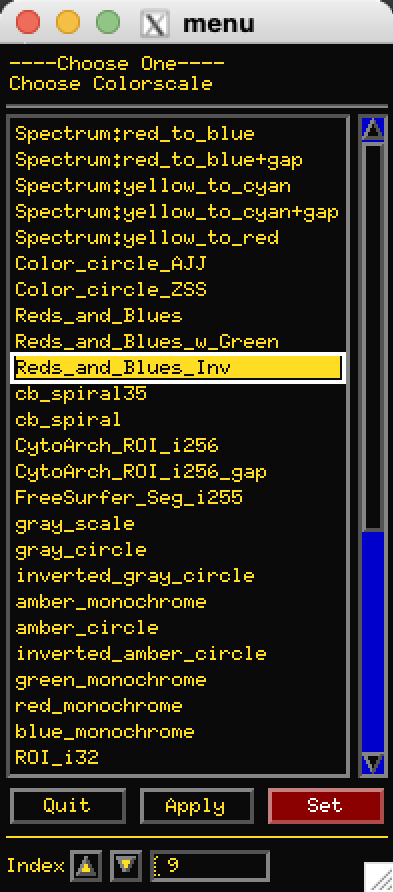 menu
----Choose One----
Choose Colorscale
Spectrum:red_to_blue
Spectrum:red_to_blue+gap
Spectrum:yellow_to_cyan
Spectrum:yellow_to_cyan+gap
Spectrum:yellow_to_red
Color_circle_AJJ
Color_circle_ZSS
Reds_and_Blues
Reds_and_Blues_w_Green
Reds_and_Blues_Inv
cb_spiral35
cb_spiral
CytoArch_ROI_i256
CytoArch_ROI_i256_gap
FreeSurfer_Seg_i255
gray_scale
gray_circle
inverted_gray_circle
amber_monochrome
amber_circle
inverted_amber_circle
green_monochrome
red_monochrome
blue_monochrome
ROI_i32
Quit Apply Set
Index 9